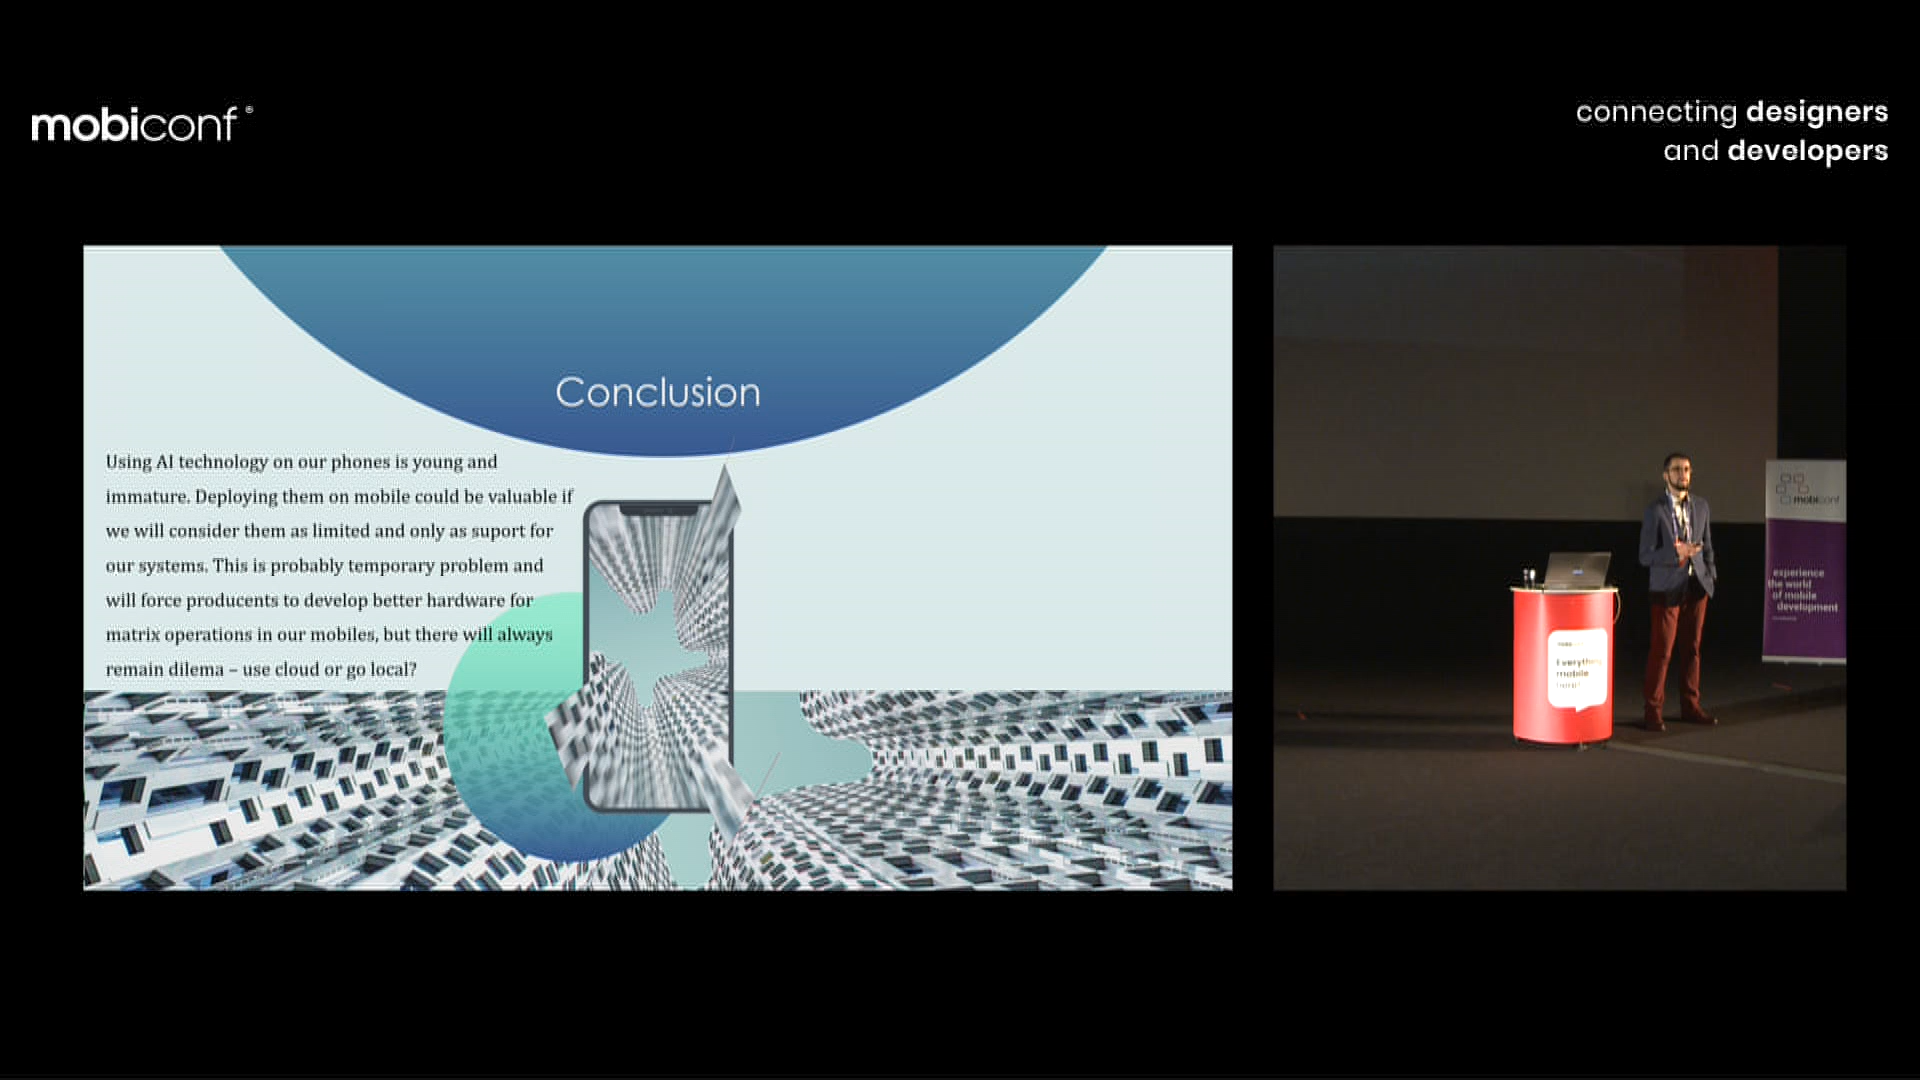 mobiconf®
connecting designers
and developers
Conclusion
Using AI technology on our phones is young and
immature. Deploying them on mobile could be valuable if
we will consider them as limited and only as suport for
our systems. This is probably temporary problem and
will force producents to develop better hardware for
matrix operations in our mobiles, but there will always
remain dilema – use cloud or go local?
mobiconf
experience
the world
of mobile
development
mobile